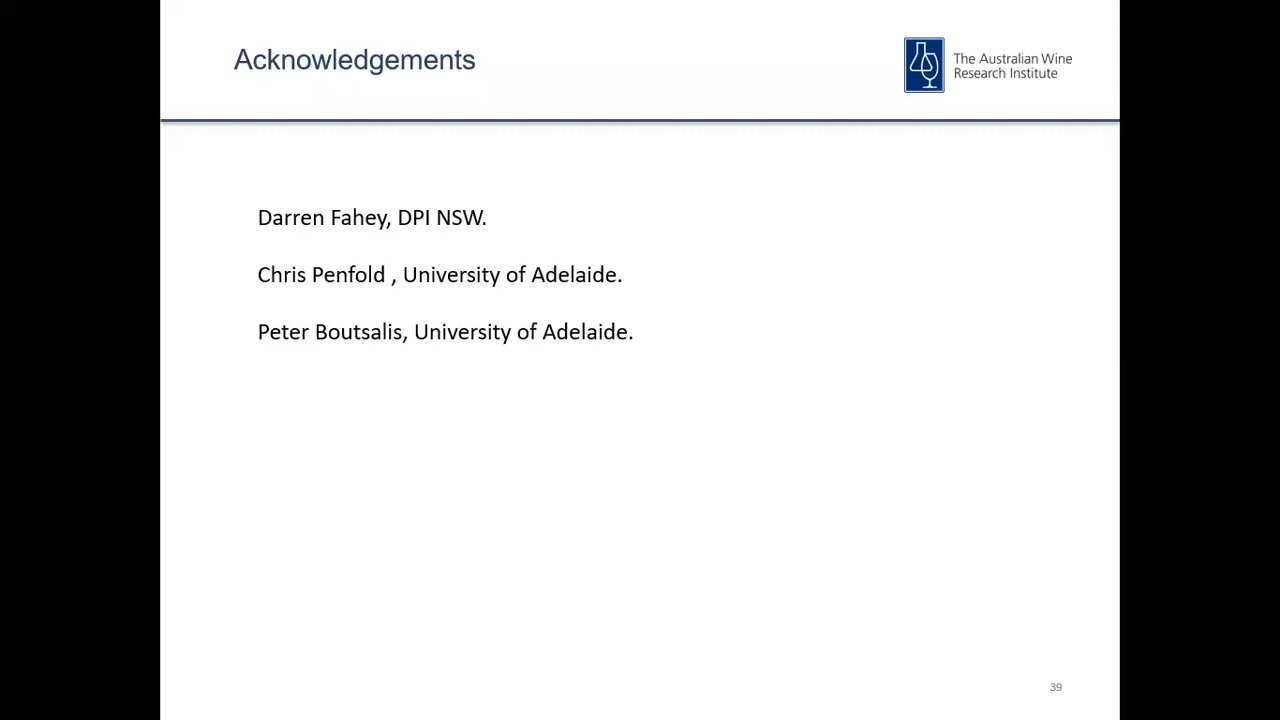 Acknowledgements
The Australian Wine
Research Institute
Darren Fahey, DPI NSW.
Chris Penfold , University of Adelaide.
Peter Boutsalis, University of Adelaide.
39